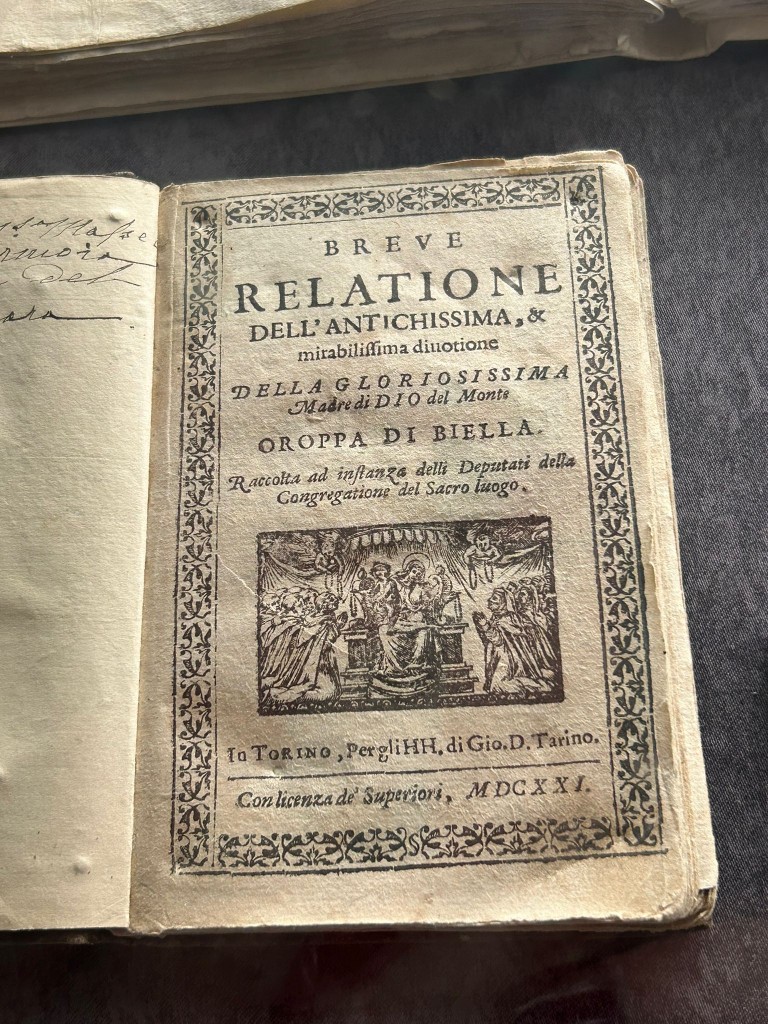 del
BREVE
RELATIONE
DELL'ANTICHISSIMA, &
mirabiliſſima diuotione
DELLA GLORIOSISSIMA
Madre di DIO del Monte
OROPPA DI BIELLA.
Raccolta ad inſtanza delli Deputati della
Congregatione del Sacro luogo.
In TORINO, Per gli HH. di Gio. D. Tarino.
Con licenza de' Superiori, MDCXXI.